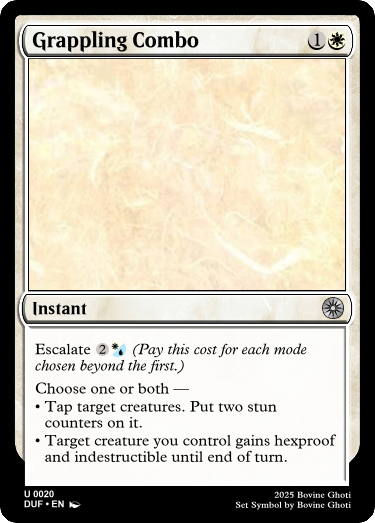 Grappling Combo 1
Instant
Escalate 2 (Pay this cost for each mode
chosen beyond the first.)
Choose one or both —
• Tap target creatures. Put two stun
counters on it.
• Target creature you control gains hexproof
and indestructible until end of turn.
U 0020
DUF • EN
2025 Bovine Ghoti
Set Symbol by Bovine Ghoti